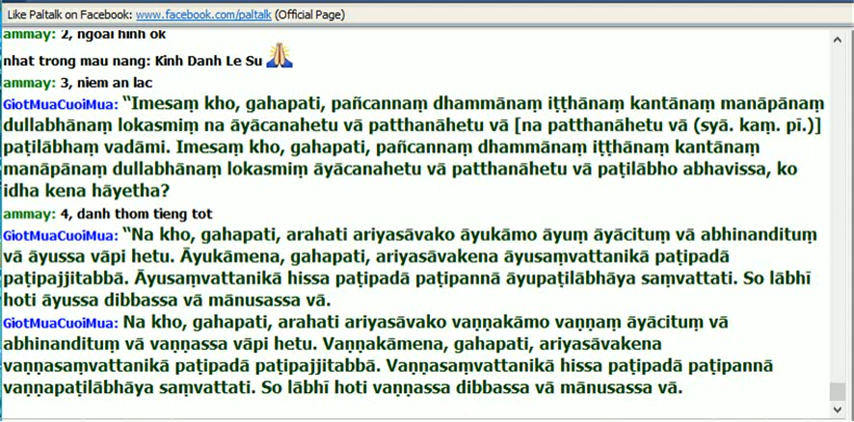 Like Paltalk on Facebook: www.facebook.com/paltalk (Official Page)
ammay: 2, ngoai hinh ok
nhat trong mau nang: Kinh Danh Le Su
ammay: 3, niem an lac
GiotMuaCuoiMua: “Imesaṃ kho, gahapati, pañcannaṃ dhammānaṃ iṭṭhānaṃ kantānaṃ manāpānaṃ
dullabhānaṃ lokasmiṃ na āyācanahetu vā patthanāhetu vā [na patthanāhetu vā (syā. kaṃ. pī.)]
paṭilābhaṃ vadāmi. Imesaṃ kho, gahapati, pañcannaṃ dhammānaṃ iṭṭhānaṃ kantānaṃ
manāpānaṃ dullabhānaṃ lokasmiṃ āyācanahetu vā patthanāhetu vā paṭilābho abhavissa, ko
idha kena hāyetha?
ammay: 4, danh thom tieng tot
GiotMuaCuoiMua: “Na kho, gahapati, arahati ariyasāvako āyukāmo āyuṃ āyācituṃ vā abhinandituṃ
vā āyussa vāpi hetu. Āyukāmena, gahapati, ariyasāvakena āyusaṃvattanikā paṭipadā
paṭipajjitabbā. Āyusaṃvattanikā hissa paṭipadā paṭipannā āyupaṭilābhāya saṃvattati. So lābhī
hoti āyussa dibbassa vā mānusassa vā.
GiotMuaCuoiMua: Na kho, gahapati, arahati ariyasāvako vaṇṇakāmo vaṇṇaṃ āyācituṃ vā
abhinandituṃ vā vaṇṇassa vāpi hetu. Vaṇṇakāmena, gahapati, ariyasāvakena
vaṇṇasaṃvattanikā paṭipadā paṭipajjitabbā. Vaṇṇasaṃvattanikā hissa paṭipadā paṭipannā
vaṇṇapaṭilābhāya saṃvattati. So lābhī hoti vaṇṇassa dibbassa vā mānusassa vā.